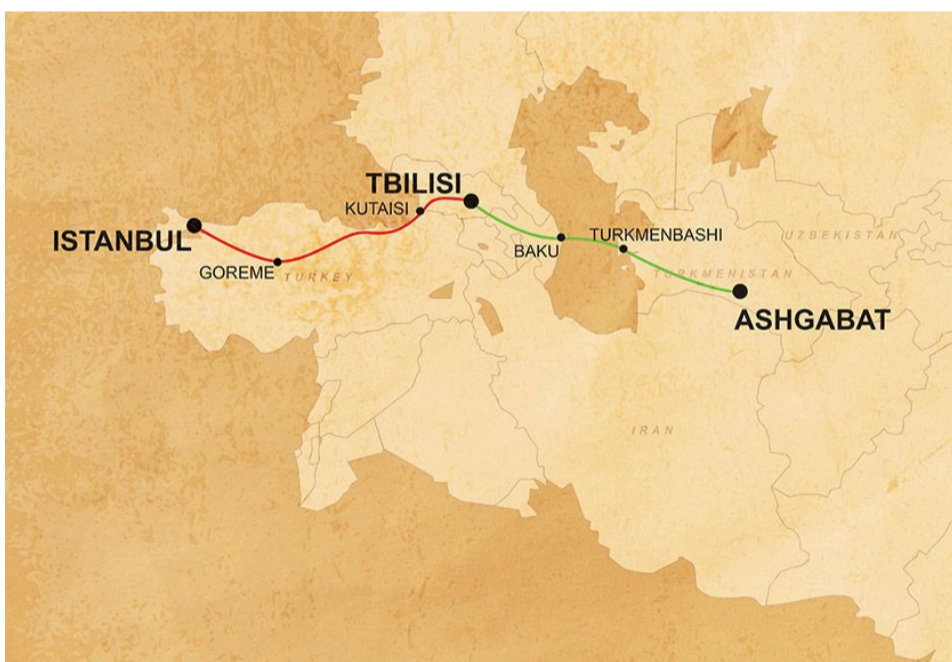 TBILISI
KUTAISI
ISTANBUL
GOREME
TURKEY
BAKU
TURKMENBASHI
UZBEKISTAN
TURKMENISTAN
ASHGABAT
IRAN